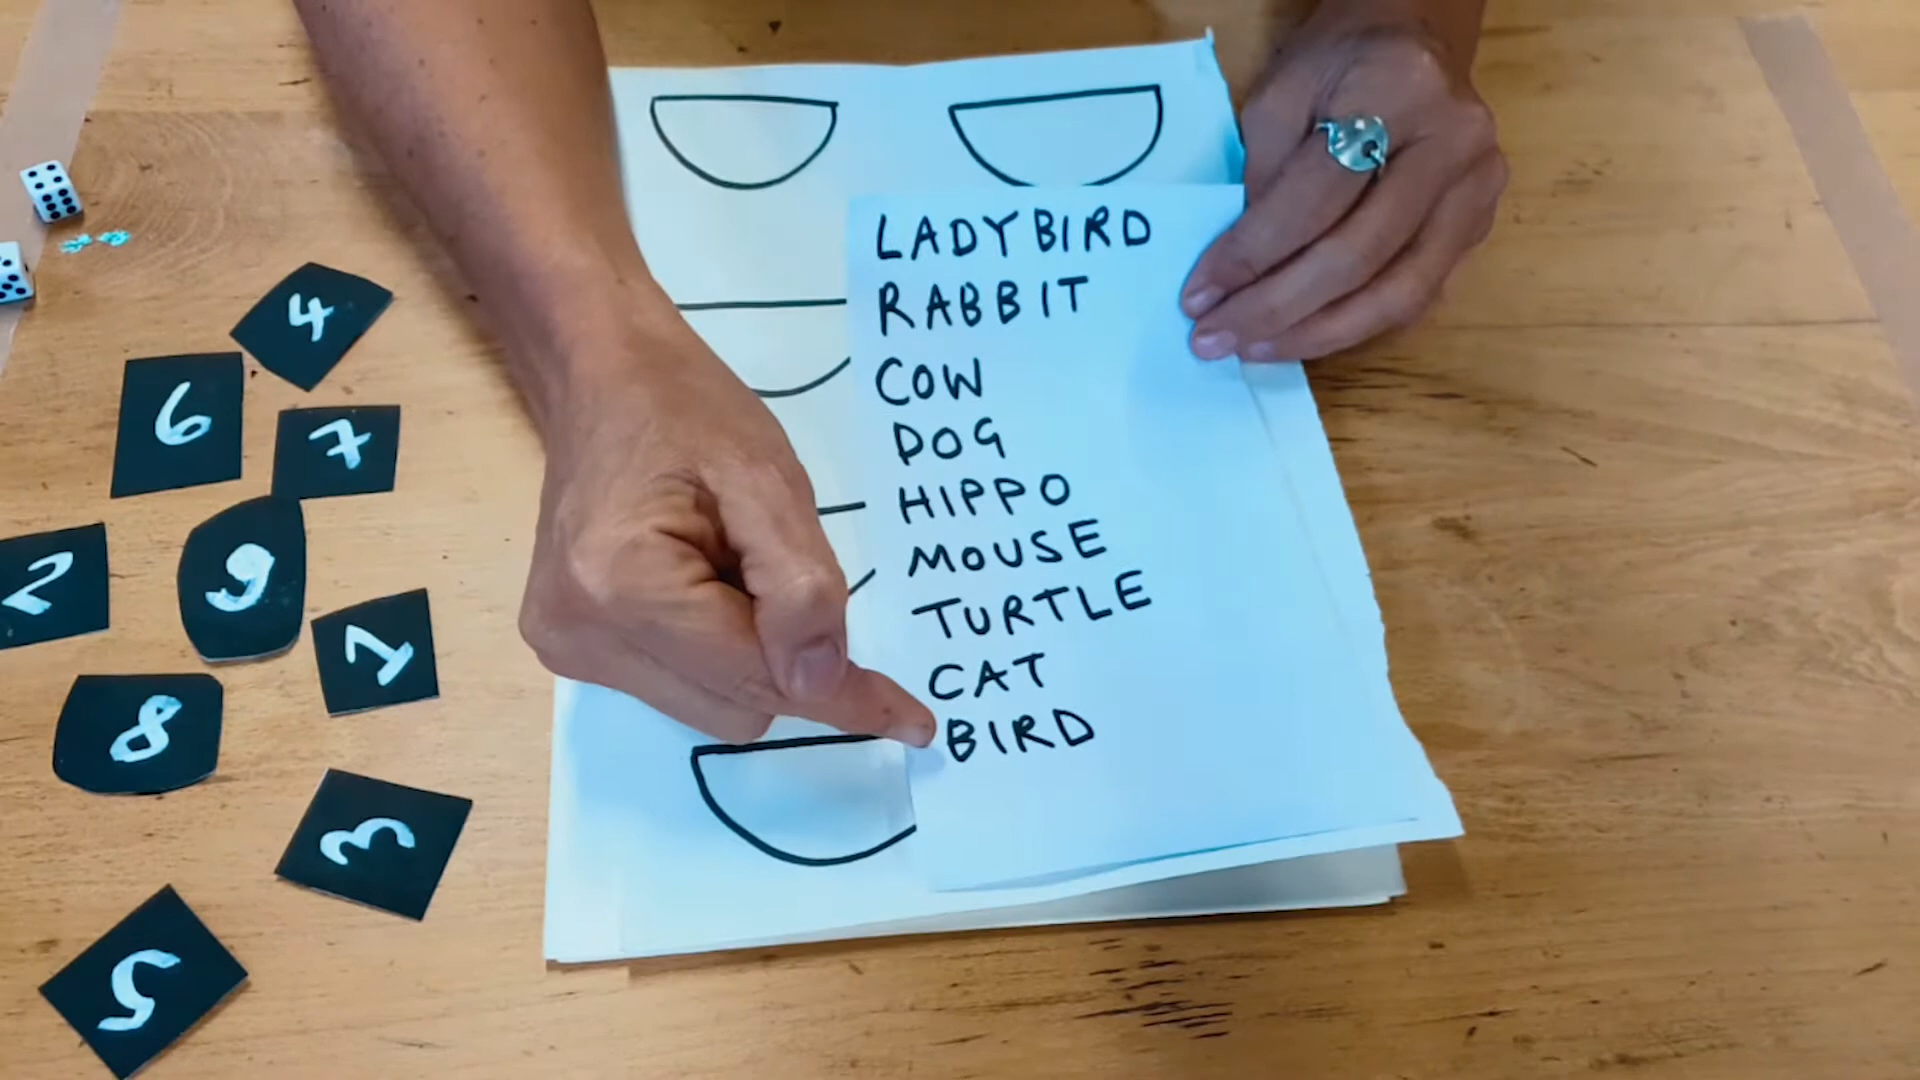 LADYBIRD
RABBIT
COW
DOG
HIPPO
MOUSE
TURTLE
CAT
BIRD
4
6
7
2
9
1
8
3
5